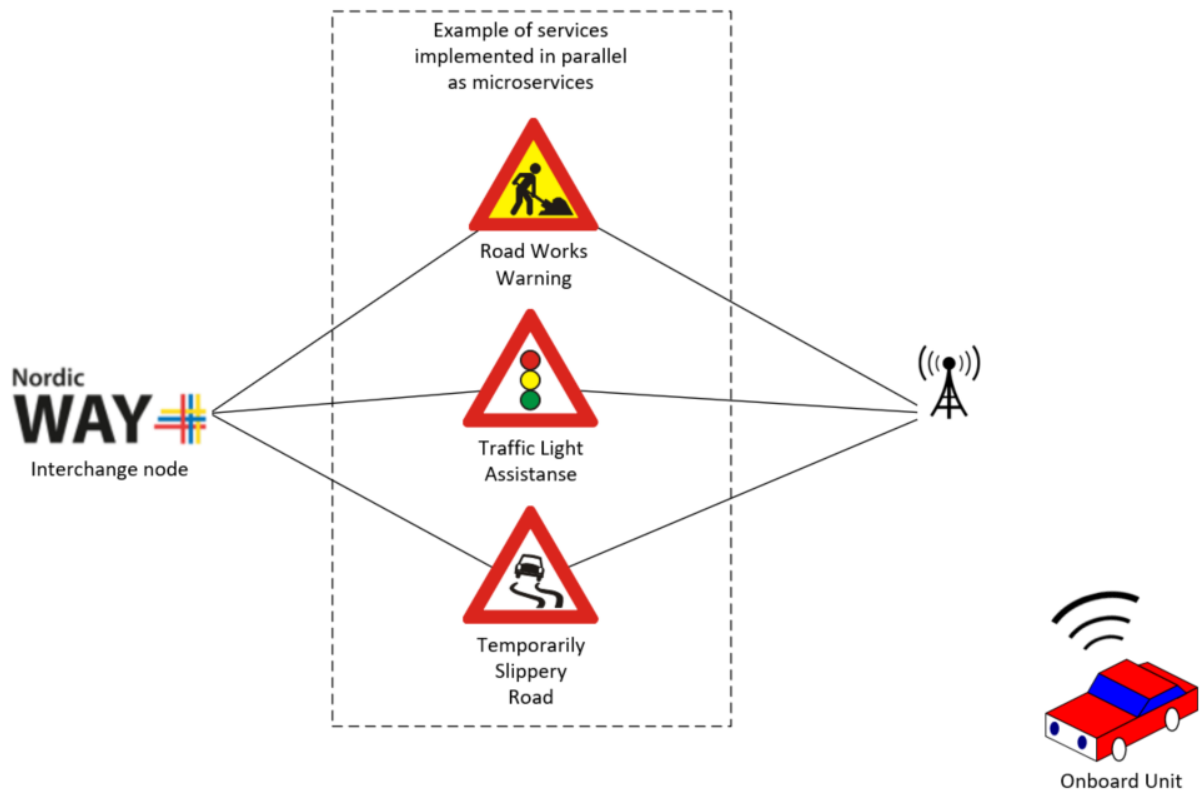 Example of services
implemented in parallel
as microservices
Road Works
Warning
Nordic
WAY
Interchange node
Traffic Light
Assistanse
Temporarily
Slippery
Road
Onboard Unit